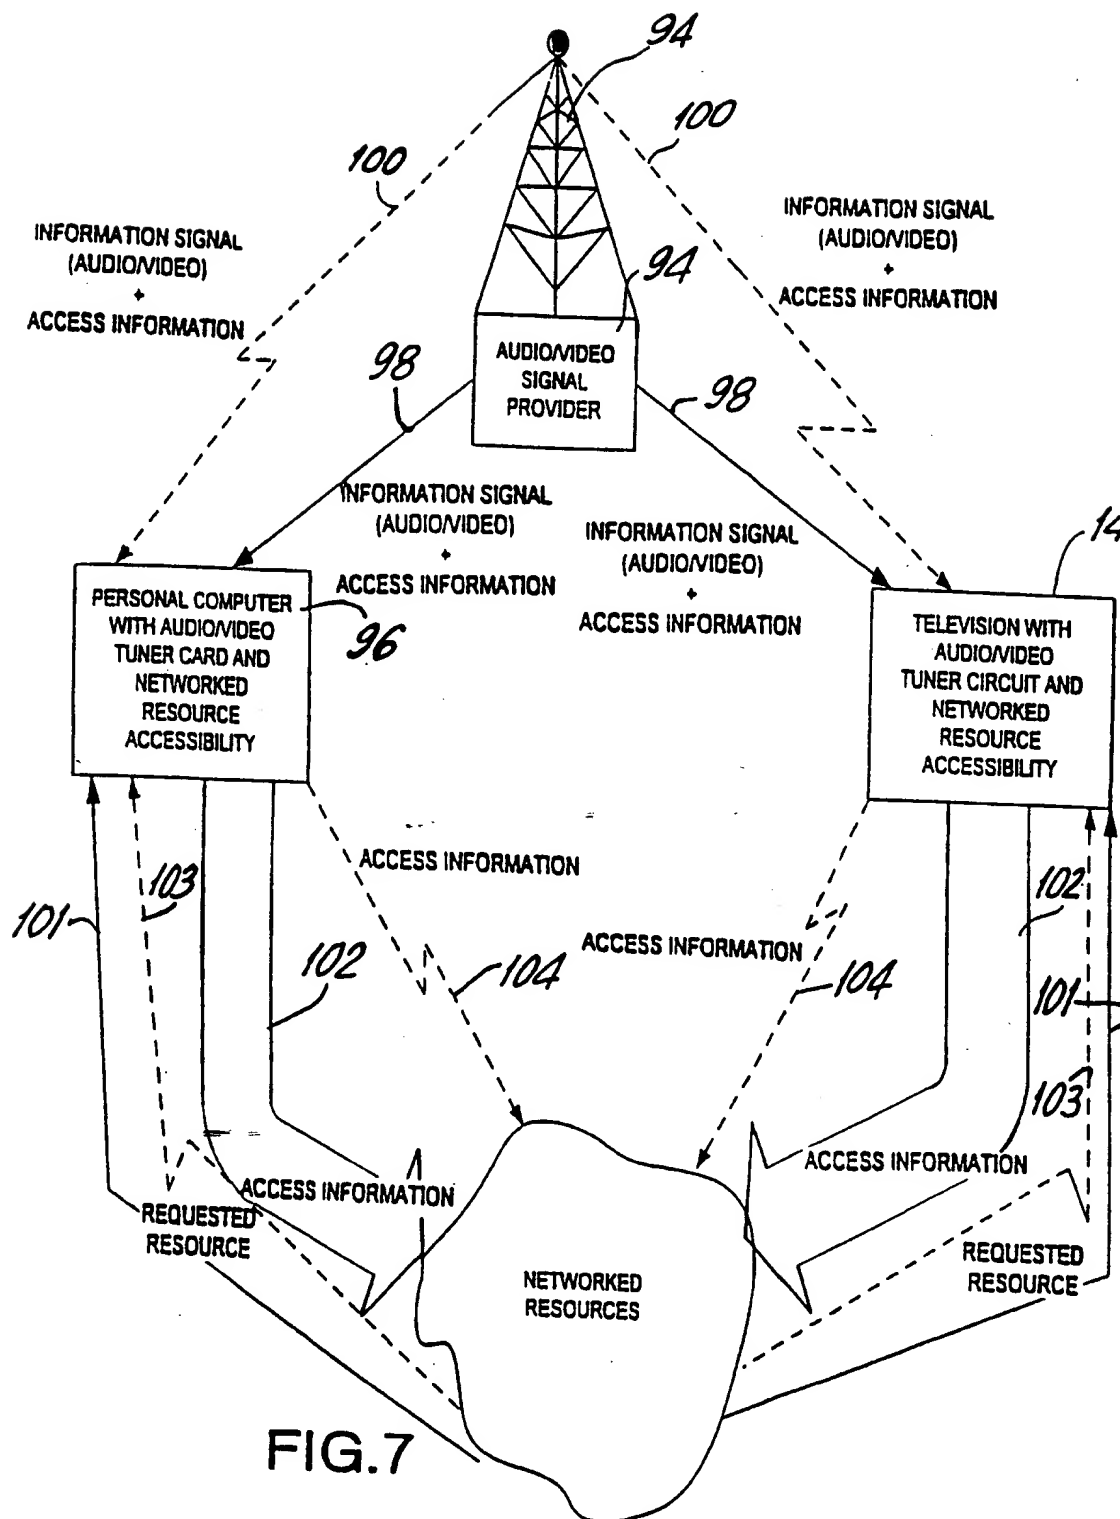 94
100
100
INFORMATION SIGNAL
(AUDIO/VIDEO)
+
ACCESS INFORMATION
INFORMATION SIGNAL
(AUDIO/VIDEO)
+
ACCESS INFORMATION
94
AUDIO/VIDEO
SIGNAL
PROVIDER
98
98
INFORMATION SIGNAL
(AUDIO/VIDEO)
+
ACCESS INFORMATION
INFORMATION SIGNAL
(AUDIO/VIDEO)
+
ACCESS INFORMATION
14
PERSONAL COMPUTER
WITH AUDIO/VIDEO
TUNER CARD AND
NETWORKED
RESOURCE
ACCESSIBILITY
96
TELEVISION WITH
AUDIO/VIDEO
TUNER CIRCUIT AND
NETWORKED
RESOURCE
ACCESSIBILITY
ACCESS INFORMATION
103
101
102
ACCESS INFORMATION
102
104
104
101
103
ACCESS INFORMATION
ACCESS INFORMATION
REQUESTED
RESOURCE
REQUESTED
RESOURCE
NETWORKED
RESOURCES
FIG.7